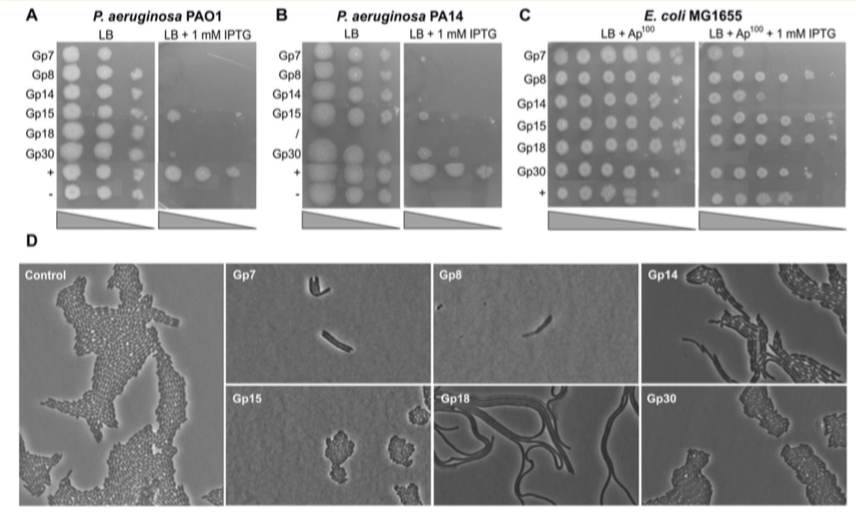 A P. aeruginosa PAO1
LB LB + 1 mM IPTG
Gp7
Gp8
Gp14
Gp15
Gp18
Gp30
+
-
B P. aeruginosa PA14
LB LB + 1 mM IPTG
Gp7
Gp8
Gp14
Gp15
/
Gp30
+
-
C E. coli MG1655
LB + Ap¹⁰⁰ LB + Ap¹⁰⁰ + 1 mM IPTG
Gp7
Gp8
Gp14
Gp15
Gp18
Gp30
+
D
Control Gp7 Gp8 Gp14
Gp15 Gp18 Gp30